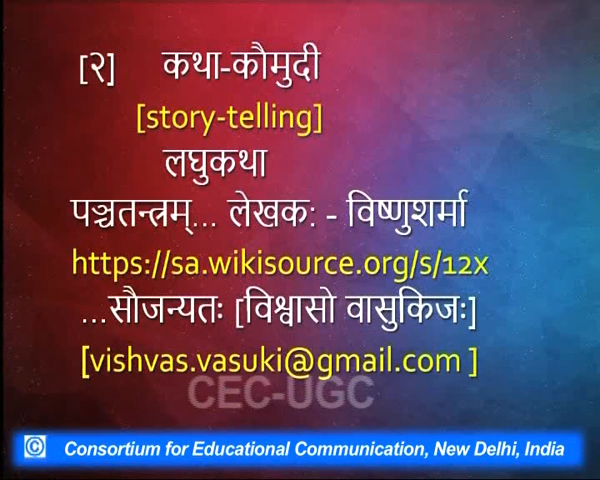 [२] कथा-कौमुदी
[story-telling]
लघुकथा
पञ्चतन्त्रम्... लेखक: - विष्णुशर्मा
https://sa.wikisource.org/s/12x
...सौजन्यतः [विश्वासो वासुकिजः]
[vishvas.vasuki@gmail.com ]
CEC-UGC
© Consortium for Educational Communication, New Delhi, India